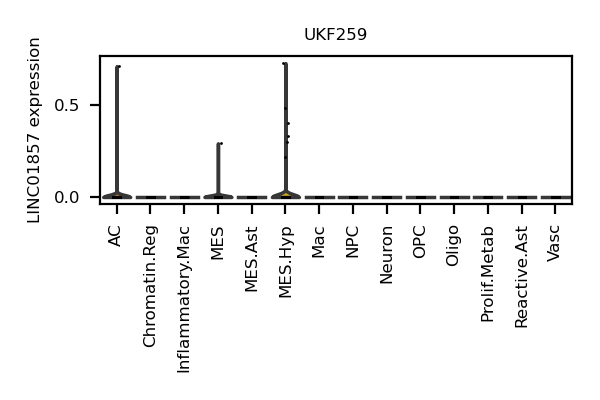 UKF259
LINC01857 expression
0.5
0.0
AC
Chromatin.Reg
Inflammatory.Mac
MES
MES.Ast
MES.Hyp
Mac
NPC
Neuron
OPC
Oligo
Prolif.Metab
Reactive.Ast
Vasc